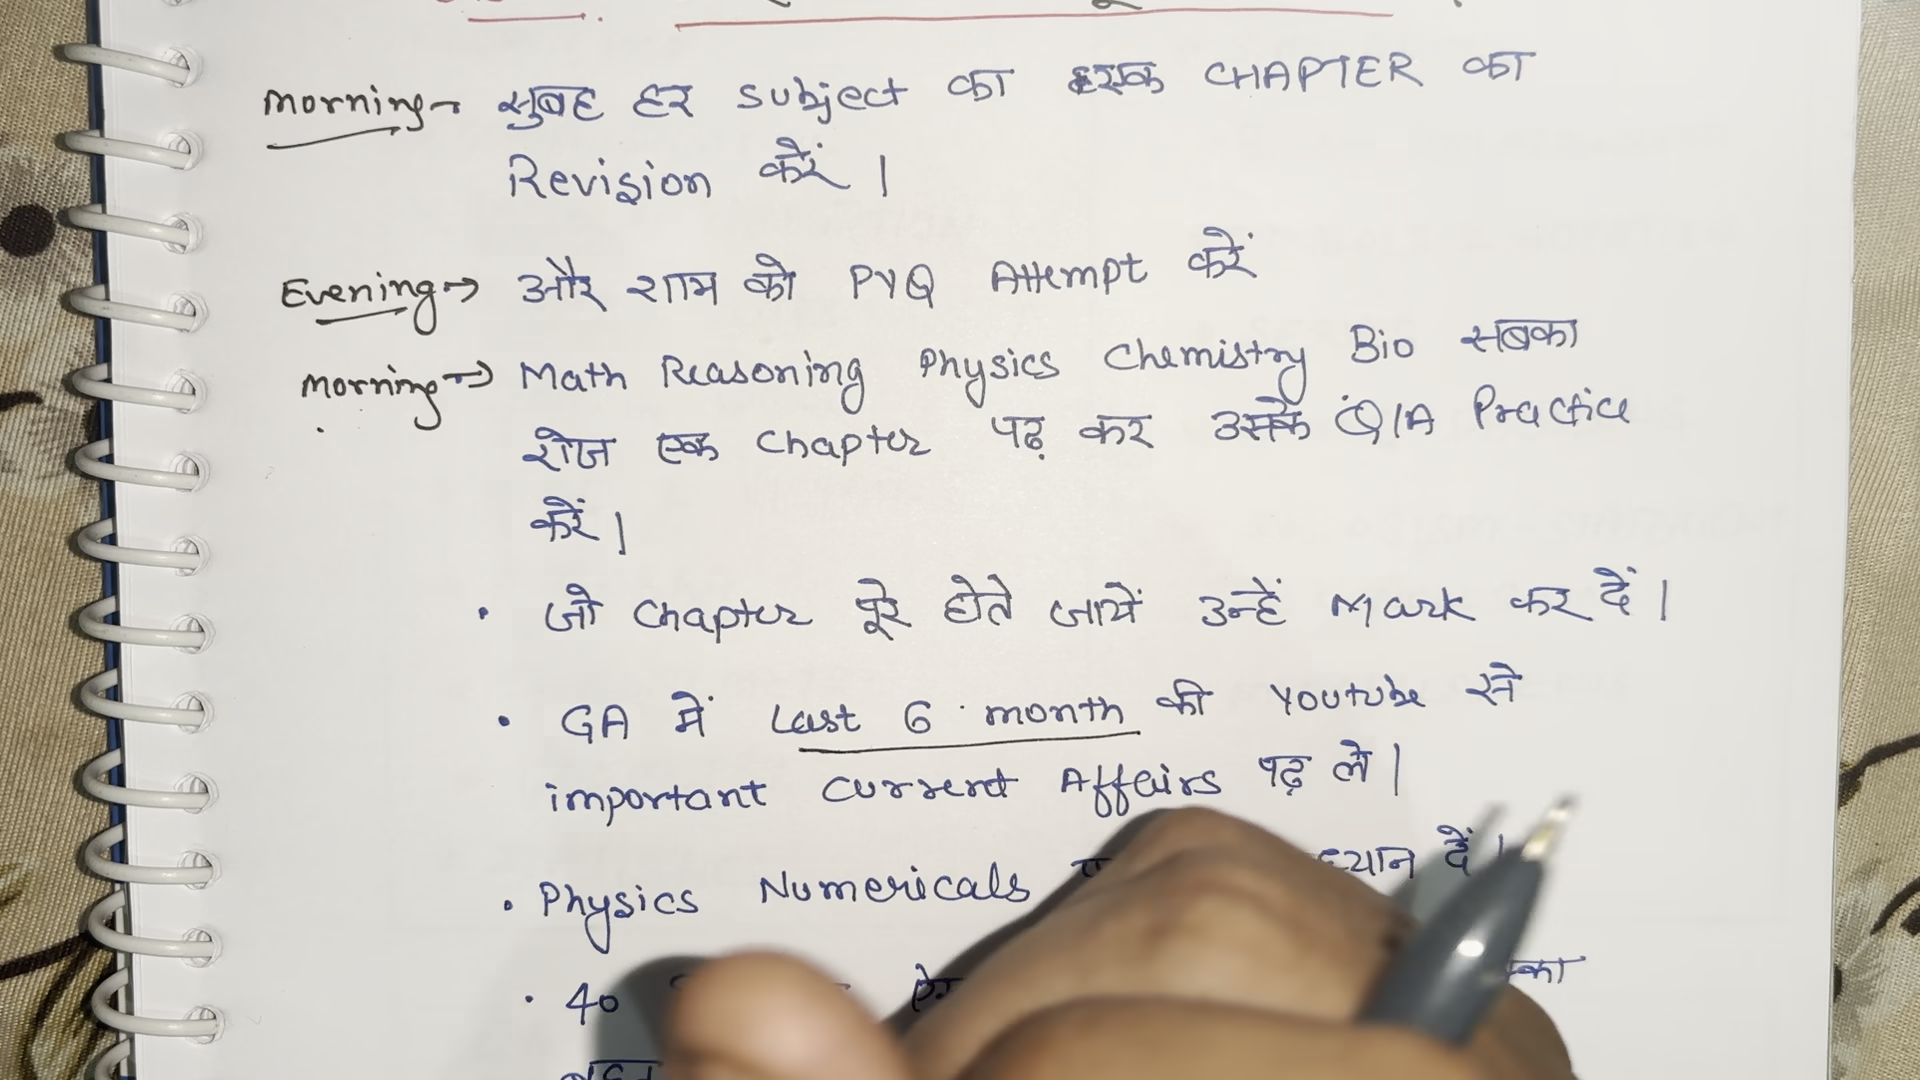 Morning→ सुबह हर subject का एक CHAPTER का
Revision करें ।
Evening→ और शाम को PYQ Attempt करें
Morning→ Math Reasoning Physics Chemistry Bio सबका
रोज एक Chapter पढ़ कर उसके Q/A Practice
करें ।
• जो Chapter पूरे होते जायें उन्हें Mark कर दें ।
• GA में Last 6 month की Youtube से
important Current Affairs पढ़ लें ।
• Physics Numericals ध्यान दें ।
• 40